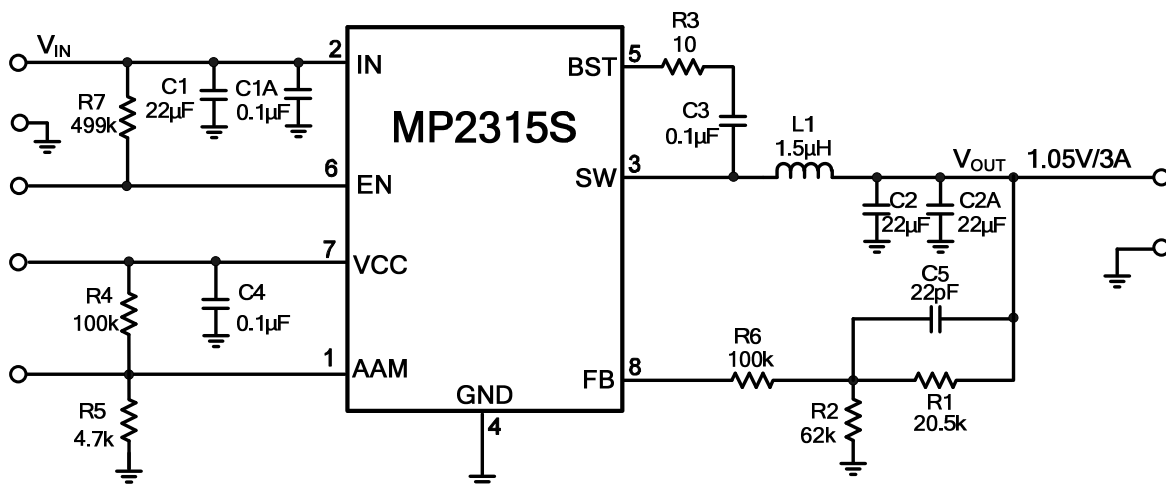 VIN
2
IN
R7
499k
C1
22µF
C1A
0.1µF
6
EN
7
VCC
R4
100k
C4
0.1µF
1
AAM
R5
4.7k
MP2315S
GND
4
BST
5
R3
10
C3
0.1µF
SW
3
L1
1.5µH
VOUT 1.05V/3A
C2
22µF
C2A
22µF
C5
22pF
FB
8
R6
100k
R2
62k
R1
20.5k